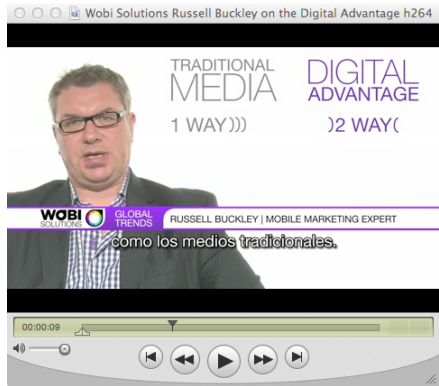 Wobi Solutions Russell Buckley on the Digital Advantage h264
TRADITIONAL
MEDIA
1 WAY)))
DIGITAL
ADVANTAGE
)2 WAY(
WOBI
SOLUTIONS
GLOBAL
TRENDS
RUSSELL BUCKLEY | MOBILE MARKETING EXPERT
como los medios tradicionales.
00:00:09